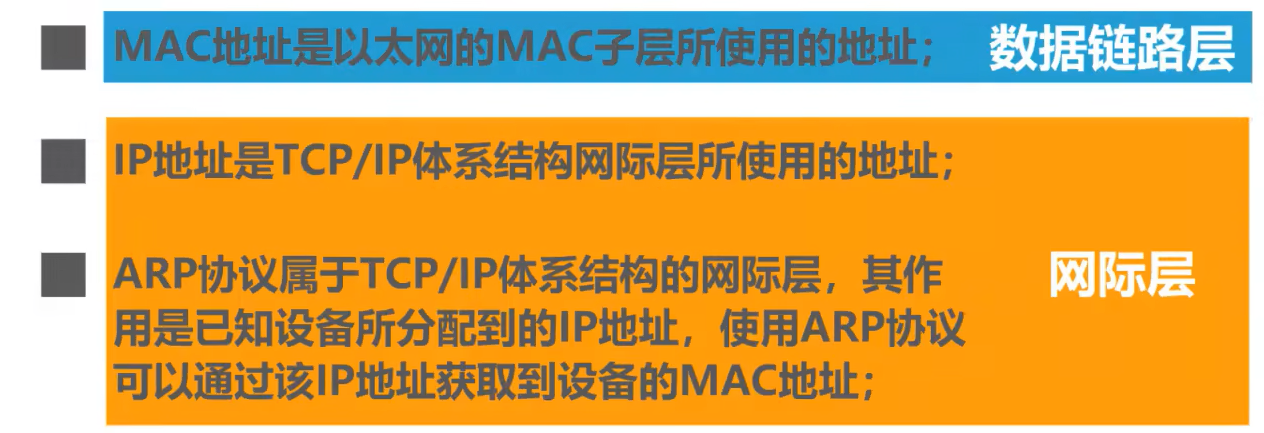 MAC地址是以太网的MAC子层所使用的地址； 数据链路层
IP地址是TCP/IP体系结构网际层所使用的地址；
ARP协议属于TCP/IP体系结构的网际层，其作
用是已知设备所分配到的IP地址，使用ARP协议
可以通过该IP地址获取到设备的MAC地址；
网际层